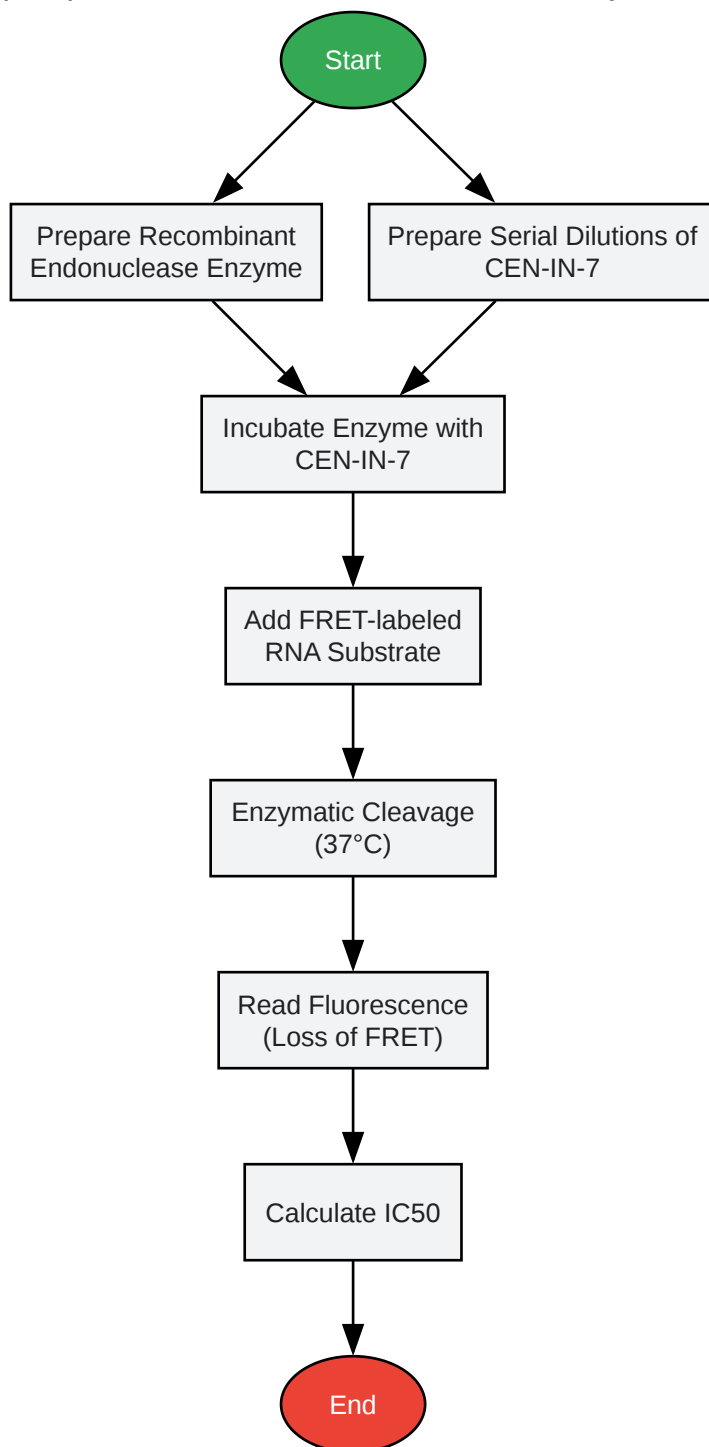 Start
Prepare Recombinant
Endonuclease Enzyme
Prepare Serial Dilutions of
CEN-IN-7
Incubate Enzyme with
CEN-IN-7
Add FRET-labeled
RNA Substrate
Enzymatic Cleavage
(37°C)
Read Fluorescence
(Loss of FRET)
Calculate IC50
End